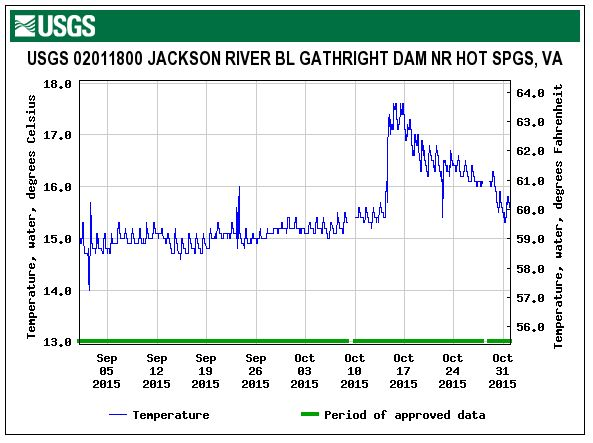 USGS
USGS 02011800 JACKSON RIVER BL GATHRIGHT DAM NR HOT SPGS, VA
Temperature, water, degrees Celsius
18.0
17.0
16.0
15.0
14.0
13.0
64.0
63.0
62.0
61.0
60.0
59.0
58.0
57.0
56.0
Temperature, water, degrees Fahrenheit
Sep Sep Sep Sep Oct Oct Oct Oct Oct
05 12 19 26 03 10 17 24 31
2015 2015 2015 2015 2015 2015 2015 2015 2015
Temperature Period of approved data